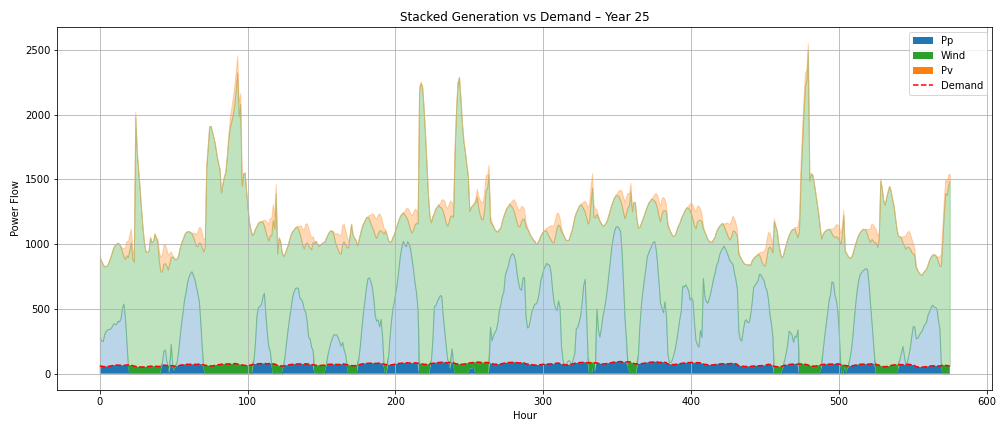 Stacked Generation vs Demand – Year 25
Power Flow
2500
2000
1500
1000
500
0
Pp
Wind
Pv
Demand
0
100
200
300
400
500
600
Hour